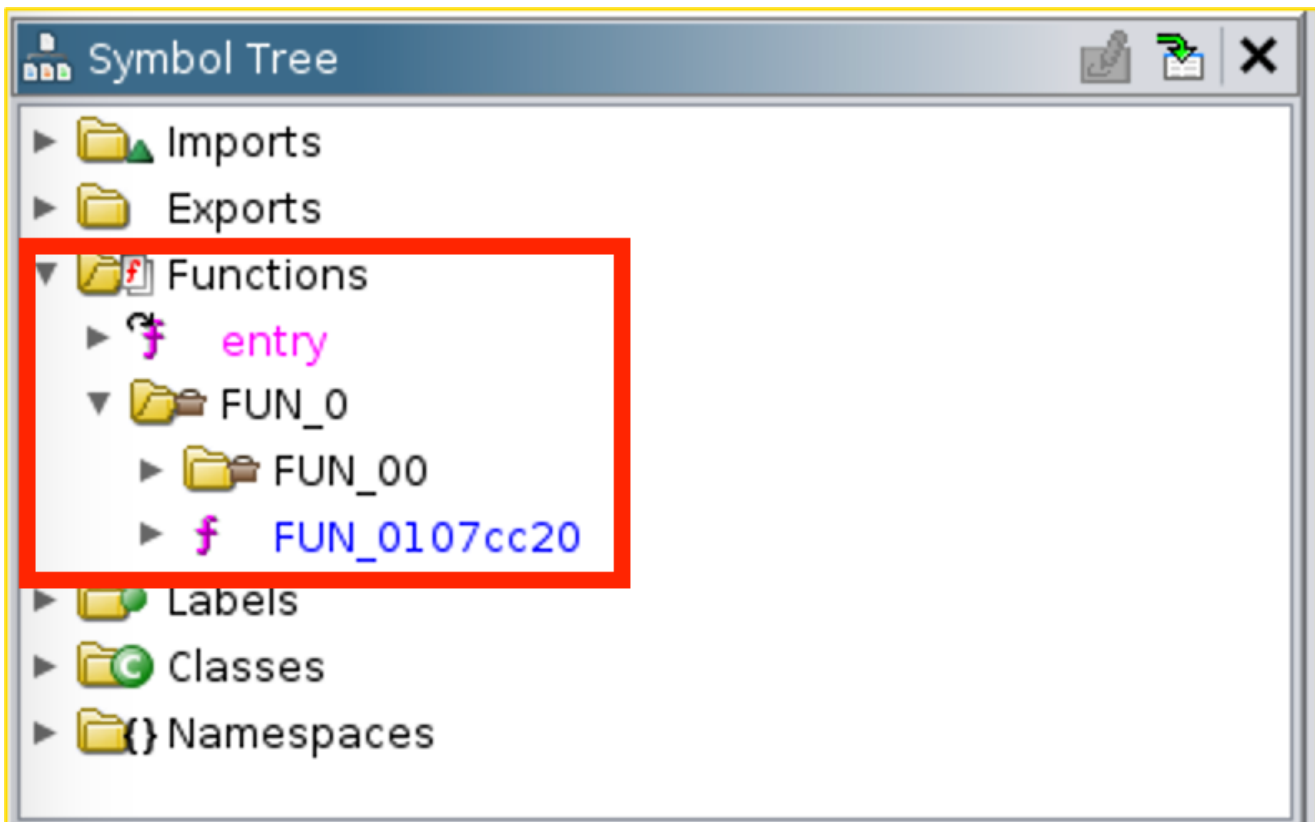 Symbol Tree
Imports
Exports
Functions
entry
FUN_0
FUN_00
FUN_0107cc20
Labels
Classes
Namespaces